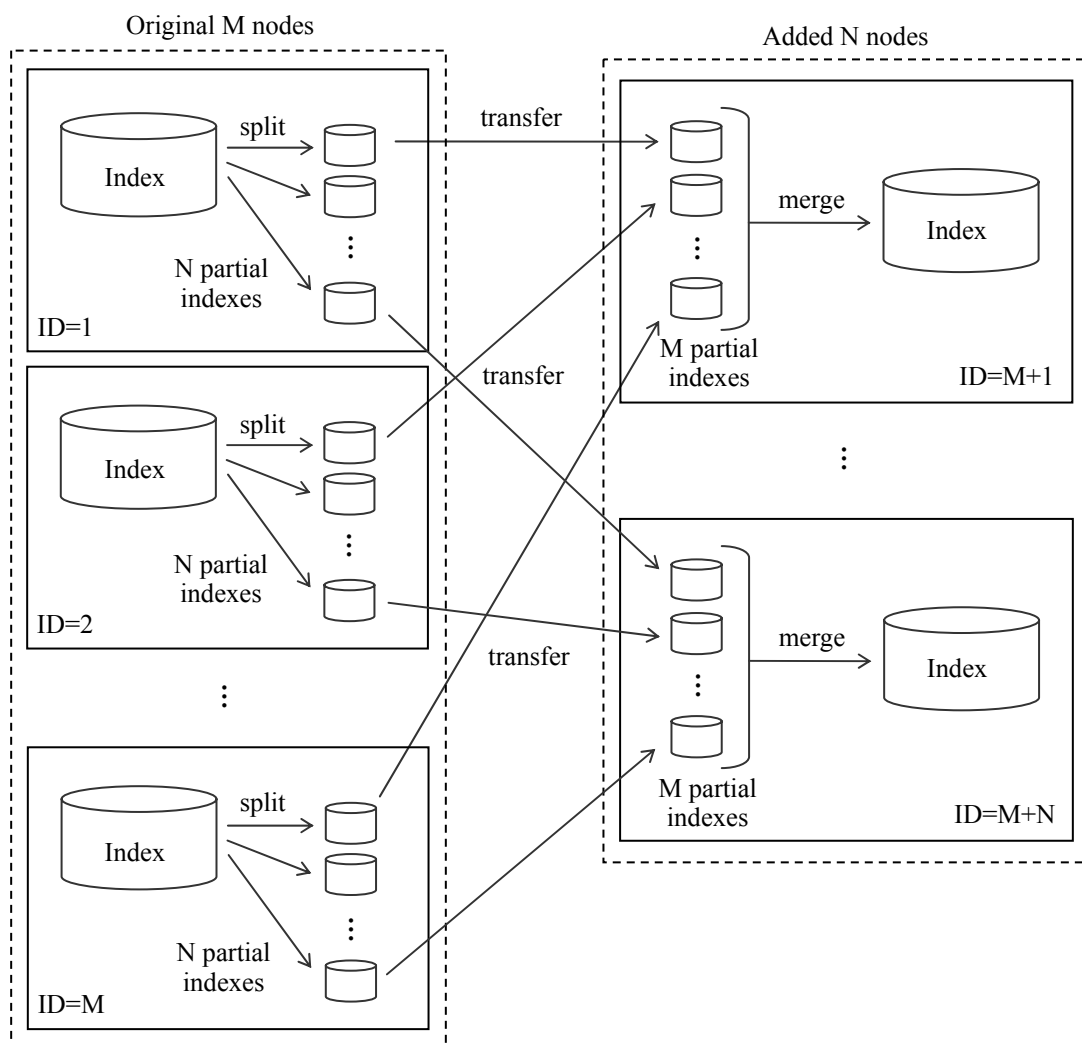 Original M nodes
Index
split
⋮
N partial
indexes
ID=1
Index
split
⋮
N partial
indexes
ID=2
⋮
Index
split
⋮
N partial
indexes
ID=M
transfer
transfer
transfer
Added N nodes
⋮
M partial
indexes
merge
Index
ID=M+1
⋮
⋮
M partial
indexes
merge
Index
ID=M+N